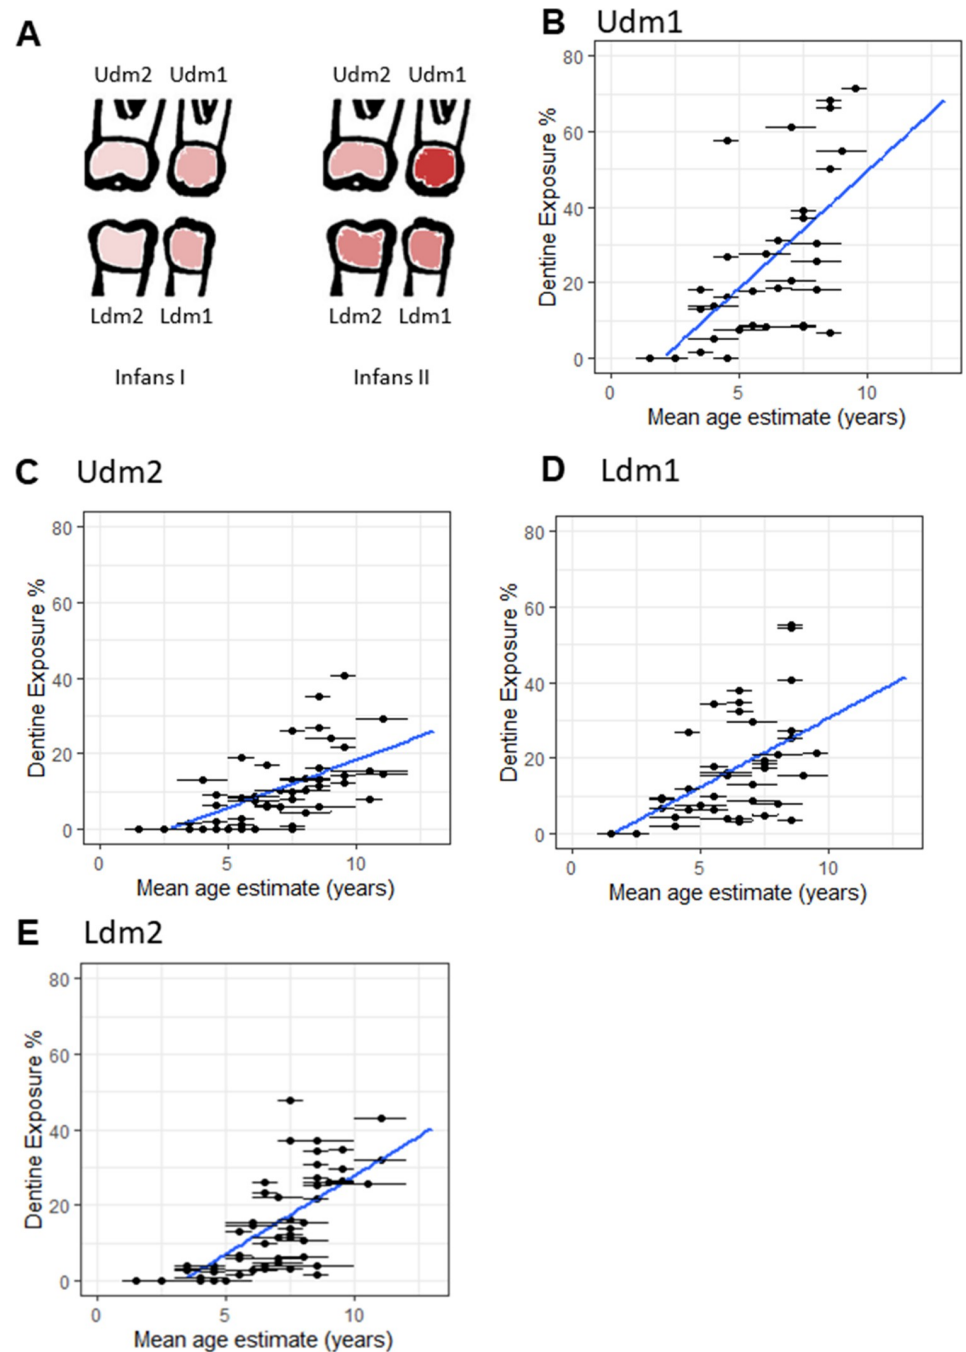 A
Udm2 Udm1
Udm2 Udm1
Ldm2 Ldm1
Ldm2 Ldm1
Infans I
Infans II
B Udm1
Dentine Exposure %
80
60
40
20
0
0 5 10
Mean age estimate (years)
C Udm2
Dentine Exposure %
80
60
40
20
0
0 5 10
Mean age estimate (years)
D Ldm1
Dentine Exposure %
80
60
40
20
0
0 5 10
Mean age estimate (years)
E Ldm2
Dentine Exposure %
80
60
40
20
0
0 5 10
Mean age estimate (years)